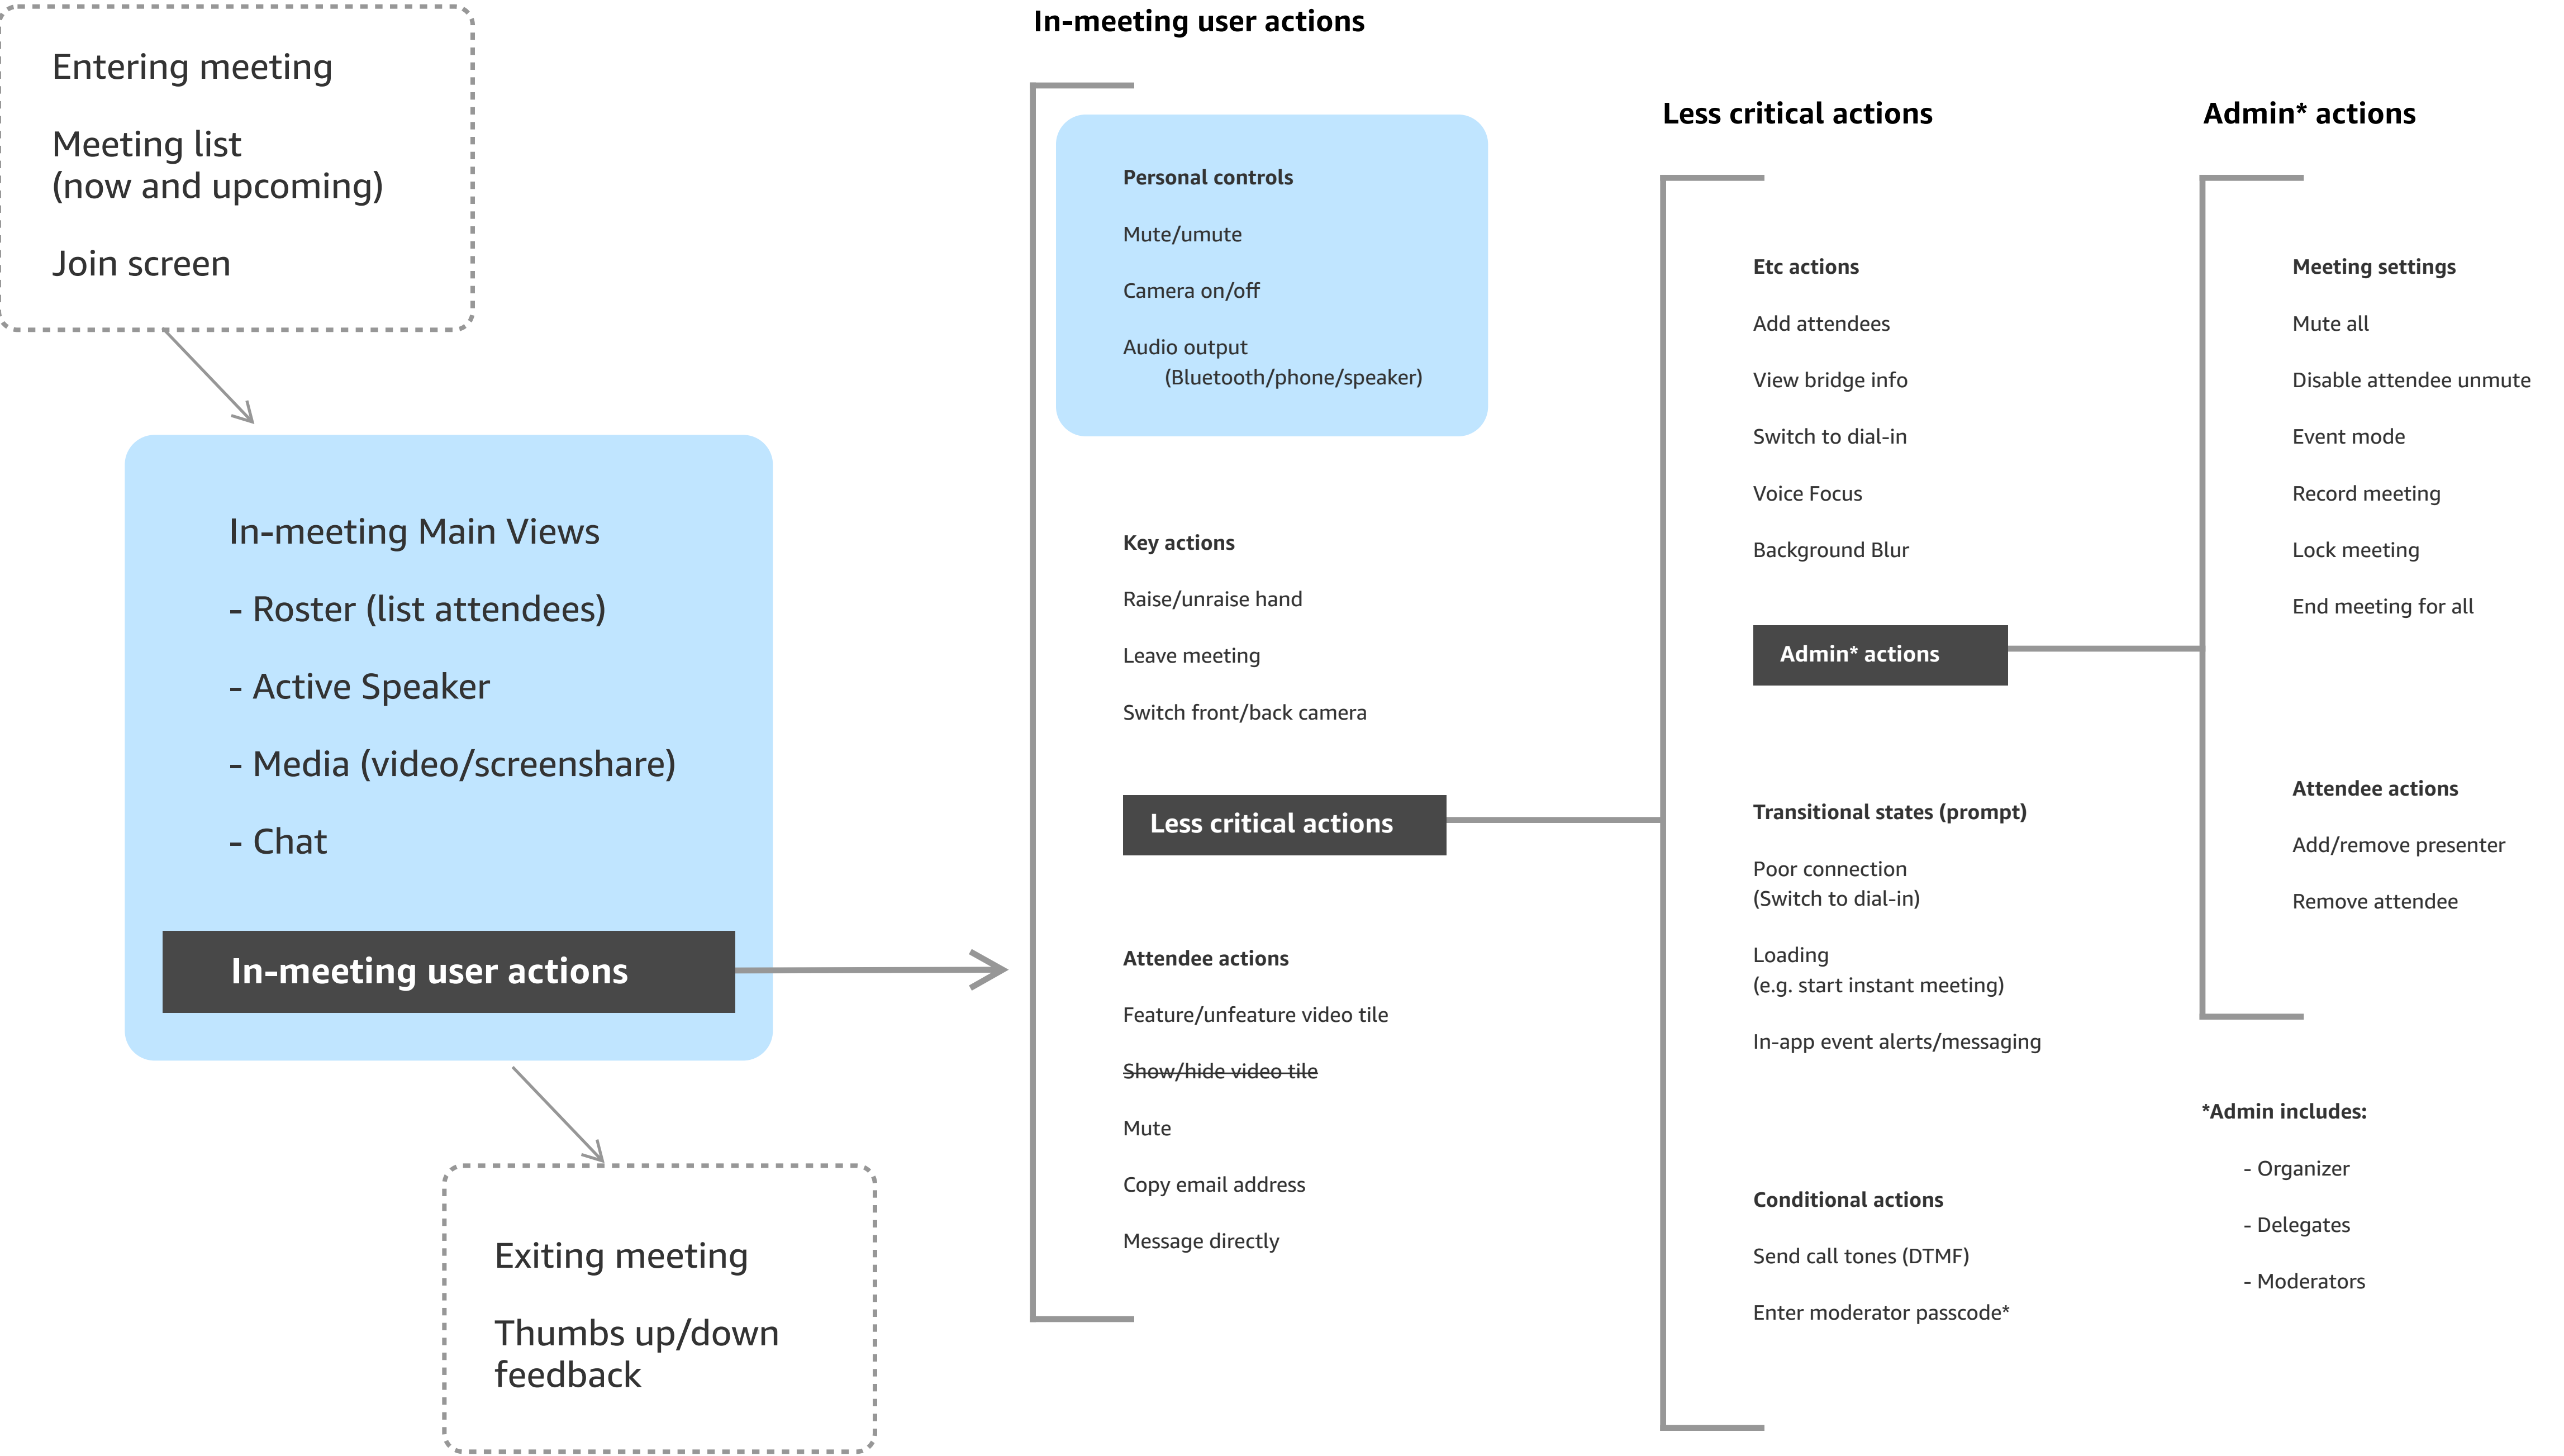 Entering meeting
Meeting list
(now and upcoming)
Join screen
In-meeting Main Views
- Roster (list attendees)
- Active Speaker
- Media (video/screenshare)
- Chat
In-meeting user actions
Exiting meeting
Thumbs up/down
feedback
In-meeting user actions
Personal controls
Mute/umute
Camera on/off
Audio output
(Bluetooth/phone/speaker)
Key actions
Raise/unraise hand
Leave meeting
Switch front/back camera
Less critical actions
Attendee actions
Feature/unfeature video tile
Show/hide video tile
Mute
Copy email address
Message directly
Less critical actions
Etc actions
Add attendees
View bridge info
Switch to dial-in
Voice Focus
Background Blur
Admin* actions
Transitional states (prompt)
Poor connection
(Switch to dial-in)
Loading
(e.g. start instant meeting)
In-app event alerts/messaging
Conditional actions
Send call tones (DTMF)
Enter moderator passcode*
Admin* actions
Meeting settings
Mute all
Disable attendee unmute
Event mode
Record meeting
Lock meeting
End meeting for all
Attendee actions
Add/remove presenter
Remove attendee
*Admin includes:
- Organizer
- Delegates
- Moderators